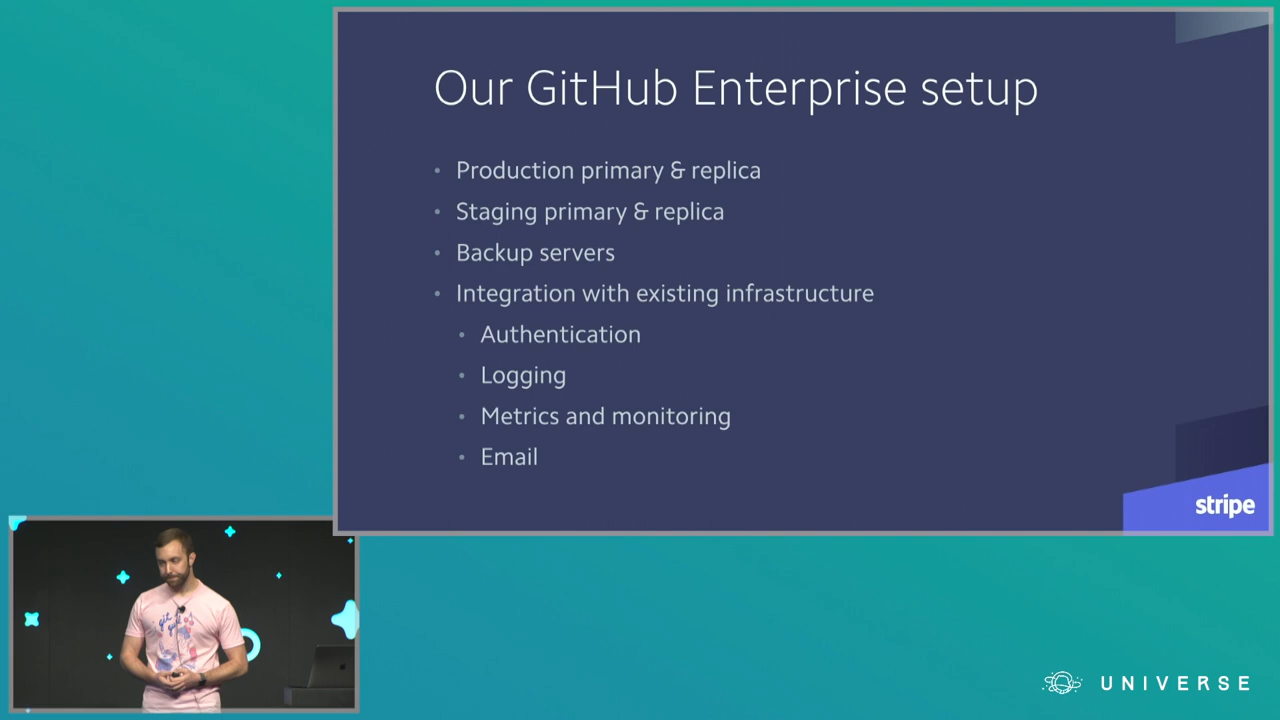 Our GitHub Enterprise setup
• Production primary & replica
• Staging primary & replica
• Backup servers
• Integration with existing infrastructure
• Authentication
• Logging
• Metrics and monitoring
• Email
stripe
git
UNIVERSE